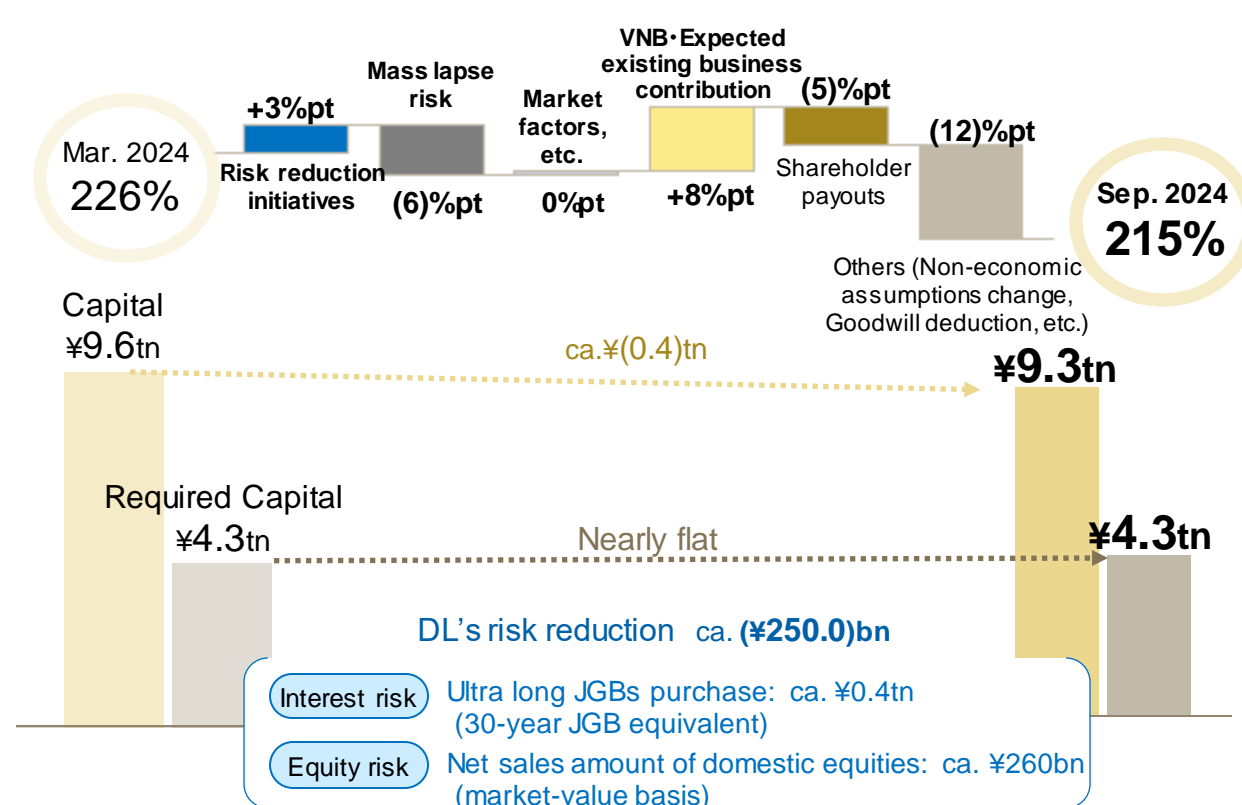 Mar. 2024
226%
+3%pt
Risk reduction
initiatives
Mass lapse
risk
(6)%pt
Market
factors,
etc.
0%pt
VNB･Expected
existing business
contribution
+8%pt
(5)%pt
Shareholder
payouts
(12)%pt
Others (Non-economic
assumptions change,
Goodwill deduction, etc.)
Sep. 2024
215%
Capital
¥9.6tn
ca.¥(0.4)tn
¥9.3tn
Required Capital
¥4.3tn
Nearly flat
¥4.3tn
DL's risk reduction ca. (¥250.0)bn
Interest risk
Ultra long JGBs purchase: ca. ¥0.4tn
(30-year JGB equivalent)
Equity risk
Net sales amount of domestic equities: ca. ¥260bn
(market-value basis)